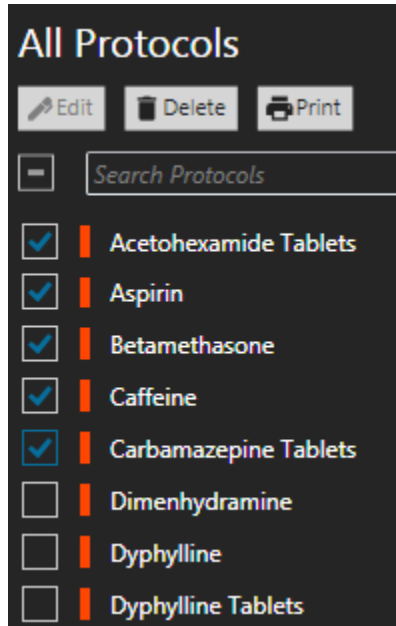 All Protocols
Edit Delete Print
Search Protocols
Acetohexamide Tablets
Aspirin
Betamethasone
Caffeine
Carbamazepine Tablets
Dimenhydramine
Dyphylline
Dyphylline Tablets